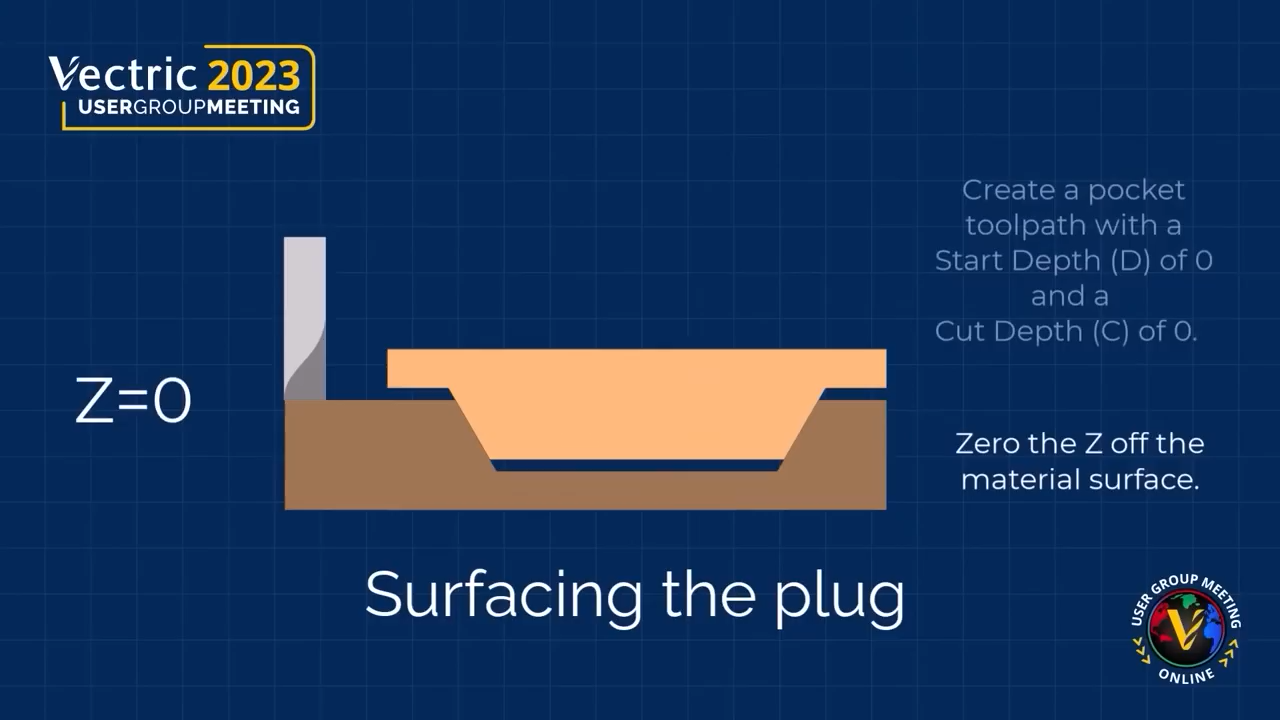 Vectric 2023
USERGROUPMEETING
Create a pocket
toolpath with a
Start Depth (D) of 0
and a
Cut Depth (C) of 0.
Z=0
Zero the Z off the
material surface.
Surfacing the plug
USER GROUP MEETING
V
ONLINE